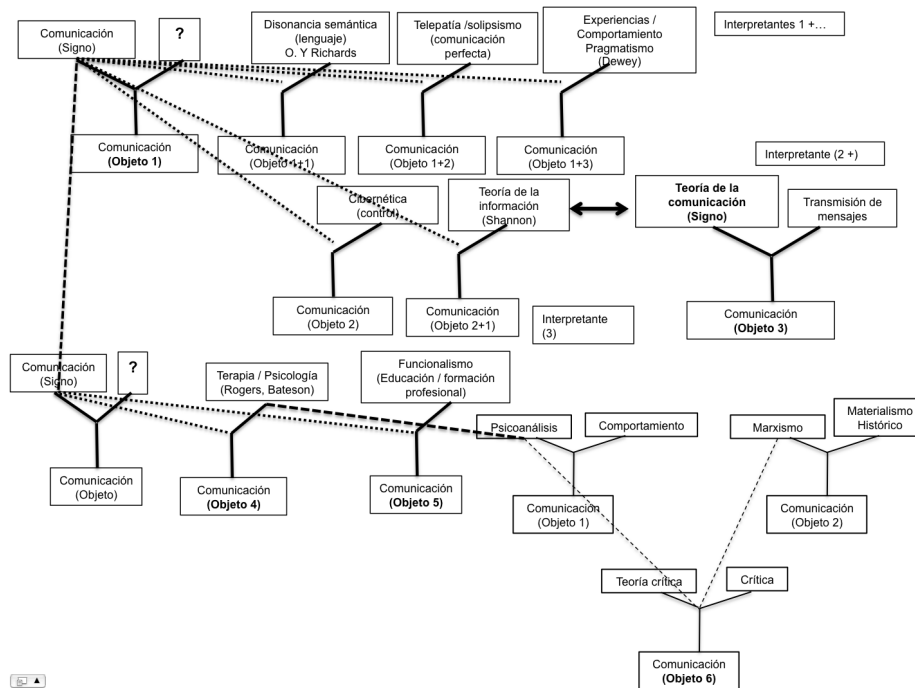 Comunicación
(Signo)
?
Disonancia semántica
(lenguaje)
O. Y Richards
Telepatía /solipsismo
(comunicación
perfecta)
Experiencias /
Comportamiento
Pragmatismo
(Dewey)
Interpretantes 1 +…
Comunicación
(Objeto 1)
Comunicación
(Objeto 1+1)
Comunicación
(Objeto 1+2)
Comunicación
(Objeto 1+3)
Interpretante (2 +)
Cibernética
(control)
Teoría de la
información
(Shannon)
Teoría de la
comunicación
(Signo)
Transmisión de
mensajes
Comunicación
(Objeto 2)
Comunicación
(Objeto 2+1)
Interpretante
(3)
Comunicación
(Objeto 3)
Comunicación
(Signo)
?
Terapia / Psicología
(Rogers, Bateson)
Funcionalismo
(Educación / formación
profesional)
Psicoanálisis
Comportamiento
Marxismo
Materialismo
Histórico
Comunicación
(Objeto)
Comunicación
(Objeto 4)
Comunicación
(Objeto 5)
Comunicación
(Objeto 1)
Comunicación
(Objeto 2)
Teoría crítica
Crítica
Comunicación
(Objeto 6)